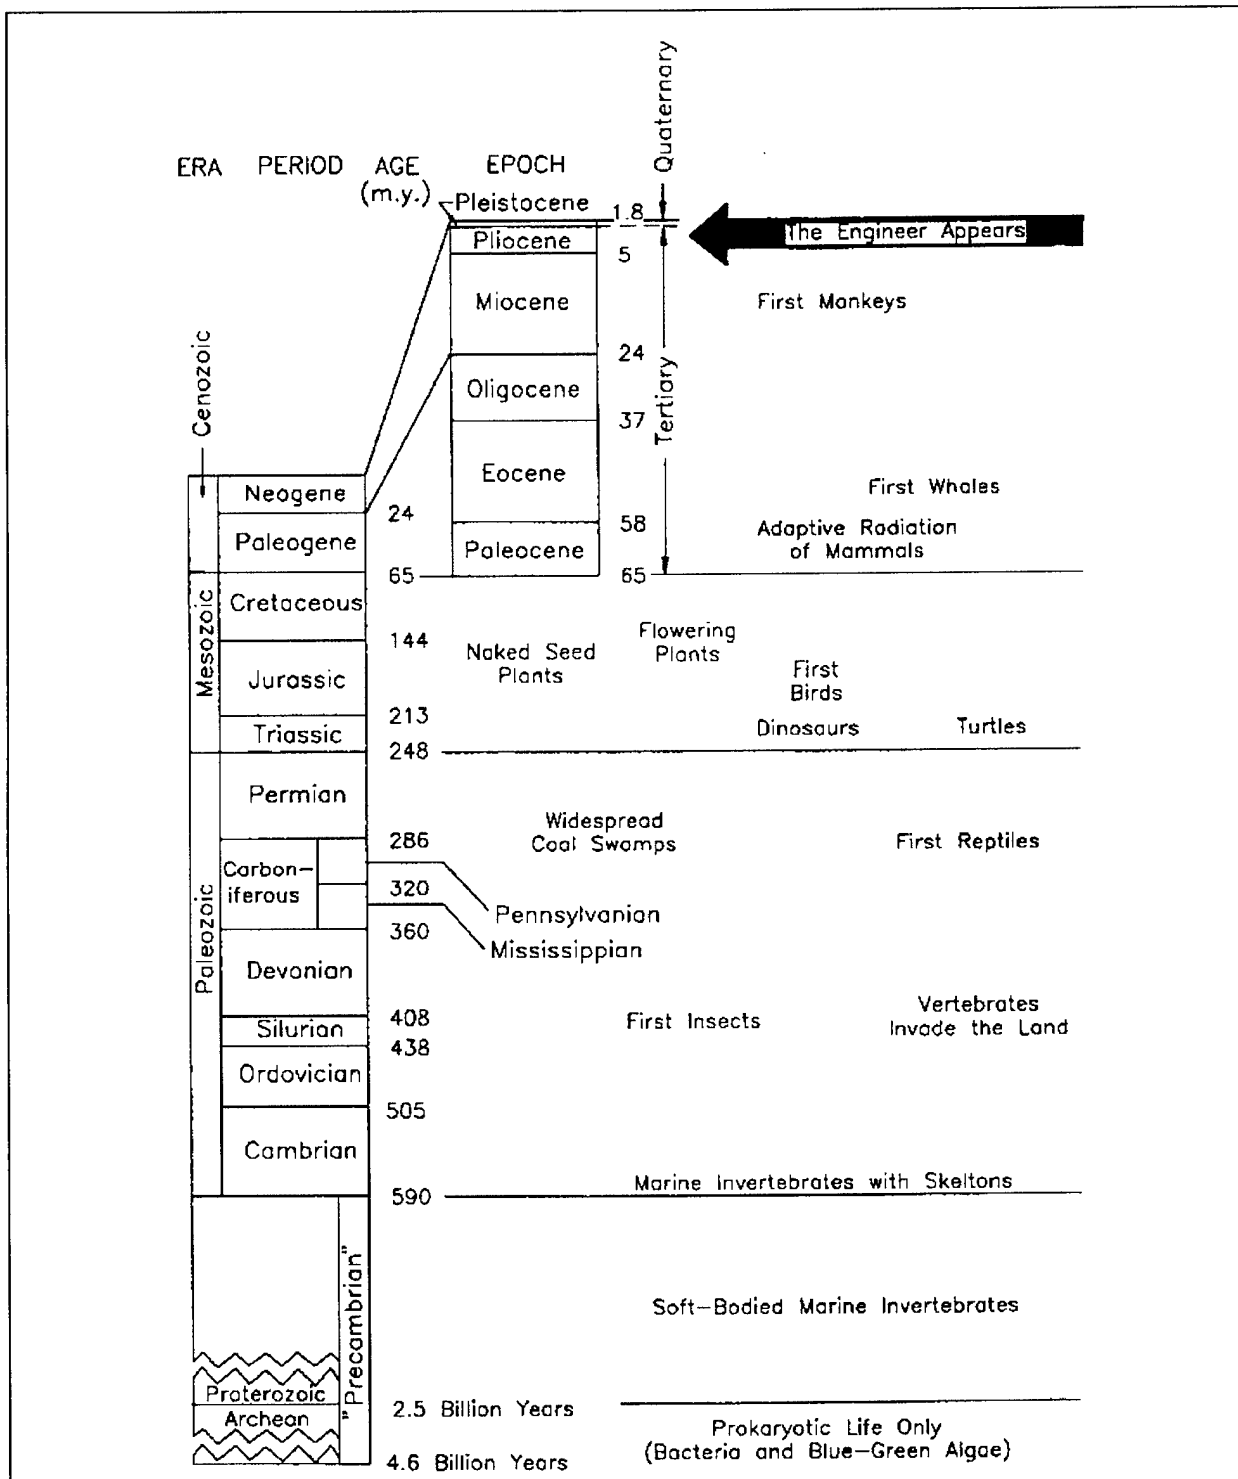 Quaternary
ERA PERIOD AGE EPOCH
(m.y.)
Pleistocene
1.8
The Engineer Appears
Pliocene
5
Miocene
First Monkeys
24
Oligocene
37
Tertiary
Cenozoic
Eocene
First Whales
Neogene
24
58
Adaptive Radiation
of Mammals
Paleogene
Paleocene
65
65
Mesozoic
Cretaceous
144
Naked Seed
Plants
Flowering
Plants
First
Birds
Jurassic
213
Dinosaurs
Turtles
Triassic
248
Paleozoic
Permian
Widespread
Coal Swamps
First Reptiles
286
Carbon-
iferous
320
Pennsylvanian
360
Mississippian
Devonian
Vertebrates
Invade the Land
408
First Insects
Silurian
438
Ordovician
505
Cambrian
Marine Invertebrates with Skeltons
590
"Precambrian"
Soft-Bodied Marine Invertebrates
Proterozoic
2.5 Billion Years
Archean
Prokaryotic Life Only
(Bacteria and Blue-Green Algae)
4.6 Billion Years